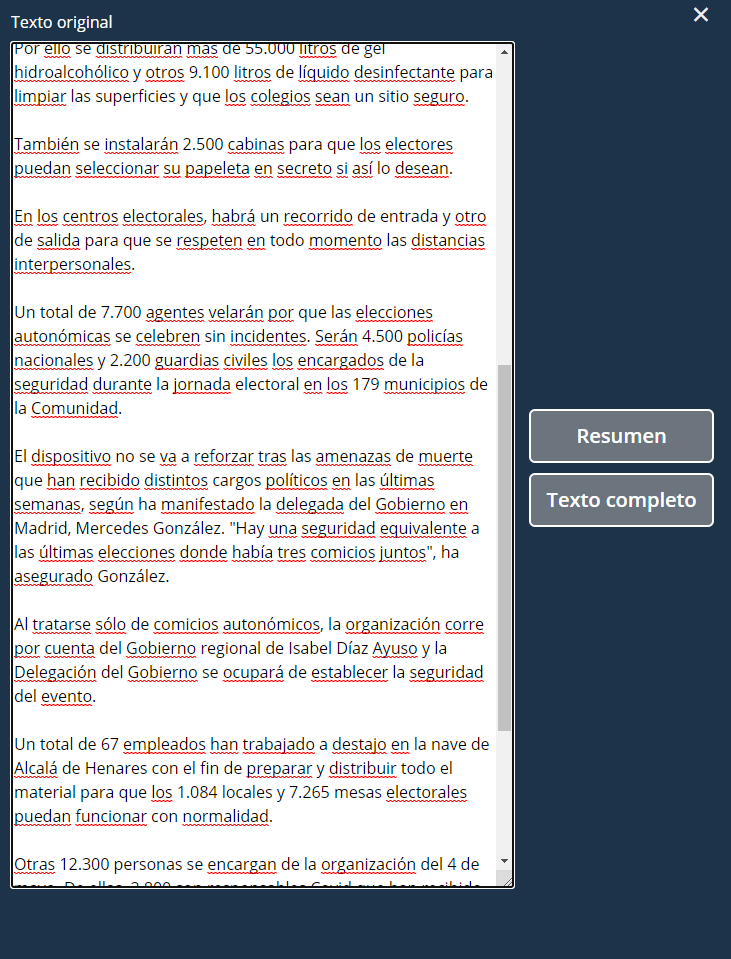 Texto original
Por ello se distribuirán más de 55.000 litros de gel
hidroalcohólico y otros 9.100 litros de líquido desinfectante para
limpiar las superficies y que los colegios sean un sitio seguro.
También se instalarán 2.500 cabinas para que los electores
puedan seleccionar su papeleta en secreto si así lo desean.
En los centros electorales, habrá un recorrido de entrada y otro
de salida para que se respeten en todo momento las distancias
interpersonales.
Un total de 7.700 agentes velarán por que las elecciones
autonómicas se celebren sin incidentes. Serán 4.500 policías
nacionales y 2.200 guardias civiles los encargados de la
seguridad durante la jornada electoral en los 179 municipios de
la Comunidad.
El dispositivo no se va a reforzar tras las amenazas de muerte
que han recibido distintos cargos políticos en las últimas
semanas, según ha manifestado la delegada del Gobierno en
Madrid, Mercedes González. "Hay una seguridad equivalente a
las últimas elecciones donde había tres comicios juntos", ha
asegurado González.
Al tratarse sólo de comicios autonómicos, la organización corre
por cuenta del Gobierno regional de Isabel Díaz Ayuso y la
Delegación del Gobierno se ocupará de establecer la seguridad
del evento.
Un total de 67 empleados han trabajado a destajo en la nave de
Alcalá de Henares con el fin de preparar y distribuir todo el
material para que los 1.084 locales y 7.265 mesas electorales
puedan funcionar con normalidad.
Otras 12.300 personas se encargan de la organización del 4 de
mayo. De ellas, 2.800 son responsables Covid que han recibido
Resumen
Texto completo